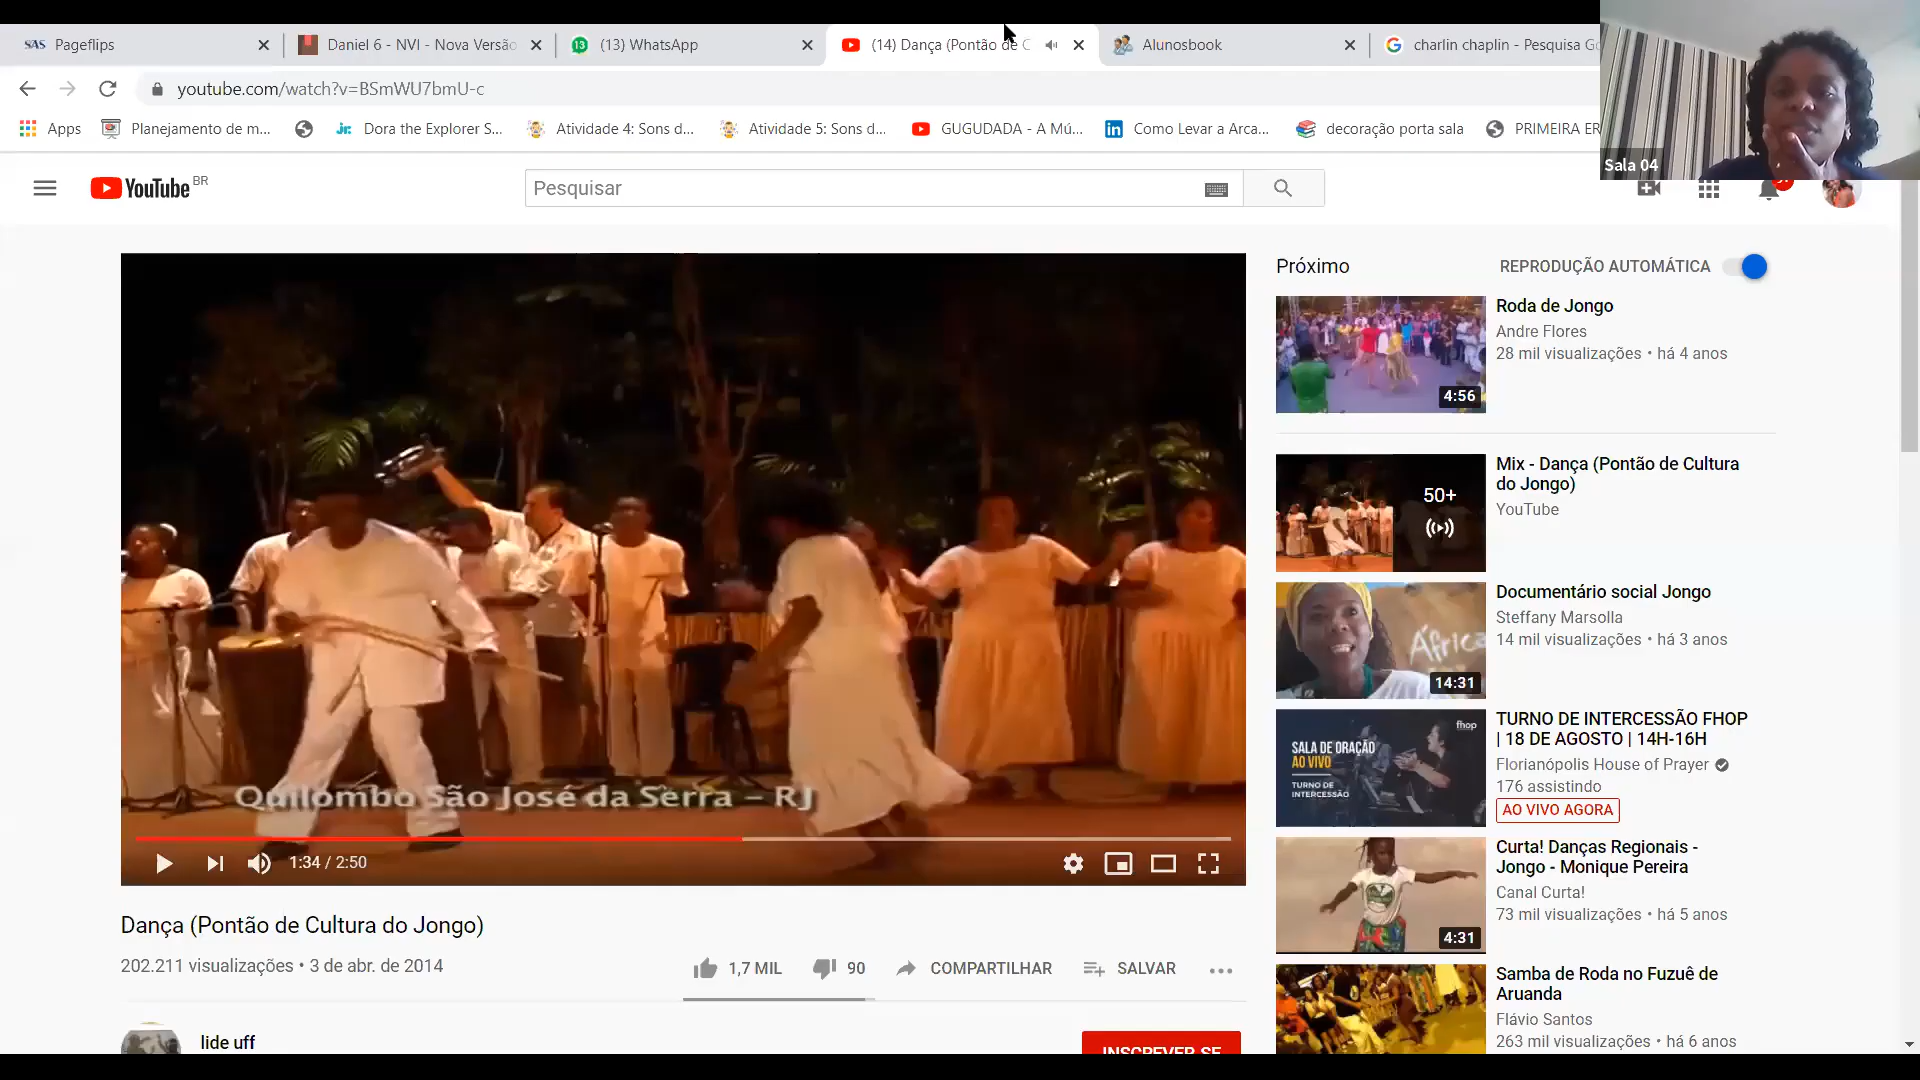 SAS Pageflips
Daniel 6 - NVI - Nova Versão
13 (13) WhatsApp
(14) Dança (Pontão de C
Alunosbook
charlin chaplin - Pesquisa Go
youtube.com/watch?v=BSmWU7bmU-c
Apps
Planejamento de m...
Jr. Dora the Explorer S...
Atividade 4: Sons d...
Atividade 5: Sons d...
GUGUDADA - A Mú...
in Como Levar a Arca...
decoração porta sala
PRIMEIRA ER
Sala 04
YouTube BR
Pesquisar
Quilombo São José da Serra – RJ
1:34 / 2:50
Dança (Pontão de Cultura do Jongo)
202.211 visualizações • 3 de abr. de 2014
1,7 MIL
90
COMPARTILHAR
SALVAR
lide uff
INSCREVER-SE
Próximo
REPRODUÇÃO AUTOMÁTICA
4:56
Roda de Jongo
Andre Flores
28 mil visualizações • há 4 anos
50+
Mix - Dança (Pontão de Cultura
do Jongo)
YouTube
África
14:31
Documentário social Jongo
Steffany Marsolla
14 mil visualizações • há 3 anos
fhop
SALA DE ORAÇÃO
AO VIVO
TURNO DE
INTERCESSÃO
TURNO DE INTERCESSÃO FHOP
| 18 DE AGOSTO | 14H-16H
Florianópolis House of Prayer
176 assistindo
AO VIVO AGORA
4:31
Curta! Danças Regionais -
Jongo - Monique Pereira
Canal Curta!
73 mil visualizações • há 5 anos
Samba de Roda no Fuzuê de
Aruanda
Flávio Santos
263 mil visualizações • há 6 anos